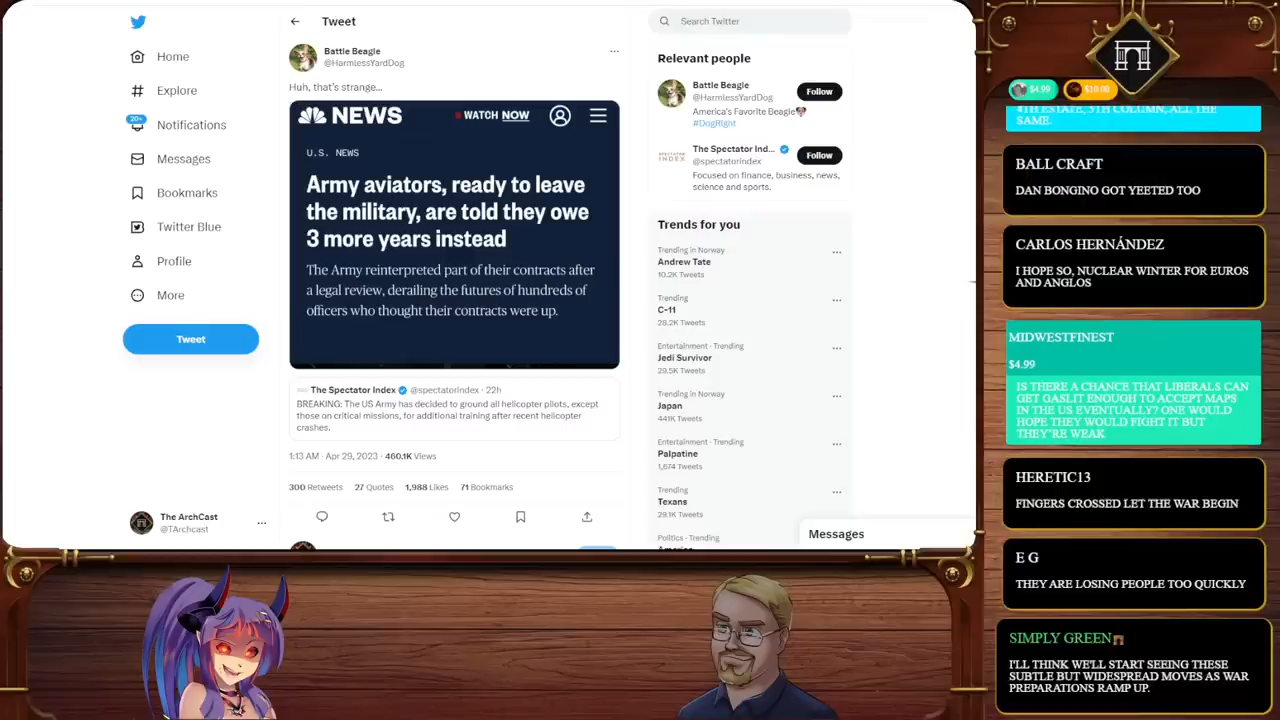 Home
Explore
20+
Notifications
Messages
Bookmarks
Twitter Blue
Profile
More
Tweet
The ArchCast
@TArchcast
Tweet
Battle Beagle
@HarmlessYardDog
Huh, that's strange...
NEWS
WATCH NOW
U.S. NEWS
Army aviators, ready to leave
the military, are told they owe
3 more years instead
The Army reinterpreted part of their contracts after
a legal review, derailing the futures of hundreds of
officers who thought their contracts were up.
The Spectator Index @spectatorindex · 22h
BREAKING: The US Army has decided to ground all helicopter pilots, except
those on critical missions, for additional training after recent helicopter
crashes.
1:13 AM · Apr 29, 2023 · 460.1K Views
300 Retweets 27 Quotes 1,988 Likes 71 Bookmarks
Search Twitter
Relevant people
Battle Beagle
@HarmlessYardDog
Follow
America's Favorite Beagle
#DogRight
The Spectator Ind...
@spectatorindex
Follow
SPECTATOR
INDEX
Focused on finance, business, news,
science and sports.
Trends for you
Trending in Norway
Andrew Tate
10.2K Tweets
Trending
C-11
28.2K Tweets
Entertainment · Trending
Jedi Survivor
29.5K Tweets
Trending in Norway
Japan
441K Tweets
Entertainment · Trending
Palpatine
1,674 Tweets
Trending
Texans
29.1K Tweets
Politics · Trending
Messages
$4.99
$10.00
4TH ESTATE, 5TH COLUMN, ALL THE
SAME.
BALL CRAFT
DAN BONGINO GOT YEETED TOO
CARLOS HERNÁNDEZ
I HOPE SO, NUCLEAR WINTER FOR EUROS
AND ANGLOS
MIDWESTFINEST
$4.99
IS THERE A CHANCE THAT LIBERALS CAN
GET GASLIT ENOUGH TO ACCEPT MAPS
IN THE US EVENTUALLY? ONE WOULD
HOPE THEY WOULD FIGHT IT BUT
THEY'RE WEAK
HERETIC13
FINGERS CROSSED LET THE WAR BEGIN
E G
THEY ARE LOSING PEOPLE TOO QUICKLY
SIMPLY GREEN
I'LL THINK WE'LL START SEEING THESE
SUBTLE BUT WIDESPREAD MOVES AS WAR
PREPARATIONS RAMP UP.